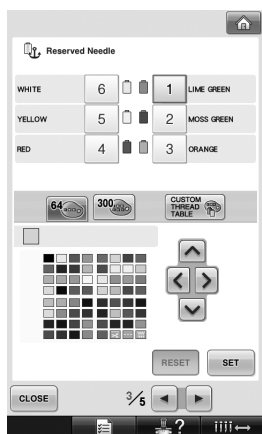 Reserved Needle
WHITE 6 1 LIME GREEN
YELLOW 5 2 MOSS GREEN
RED 4 3 ORANGE
64 300 CUSTOM THREAD TABLE
RESET SET
CLOSE 3/5
?